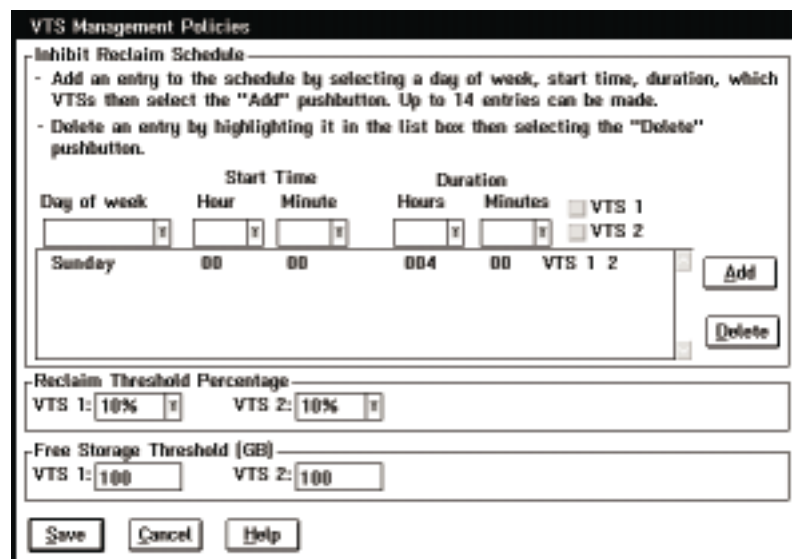 VTS Management Policies
Inhibit Reclaim Schedule
- Add an entry to the schedule by selecting a day of week, start time, duration, which
VTSs then select the "Add" pushbutton. Up to 14 entries can be made.
- Delete an entry by highlighting it in the list box then selecting the "Delete"
pushbutton.
Start Time Duration
Day of week Hour Minute Hours Minutes VTS 1
VTS 2
Sunday 00 00 004 00 VTS 1 2
Add
Delete
Reclaim Threshold Percentage
VTS 1: 10% VTS 2: 10%
Free Storage Threshold (GB)
VTS 1: 100 VTS 2: 100
Save Cancel Help